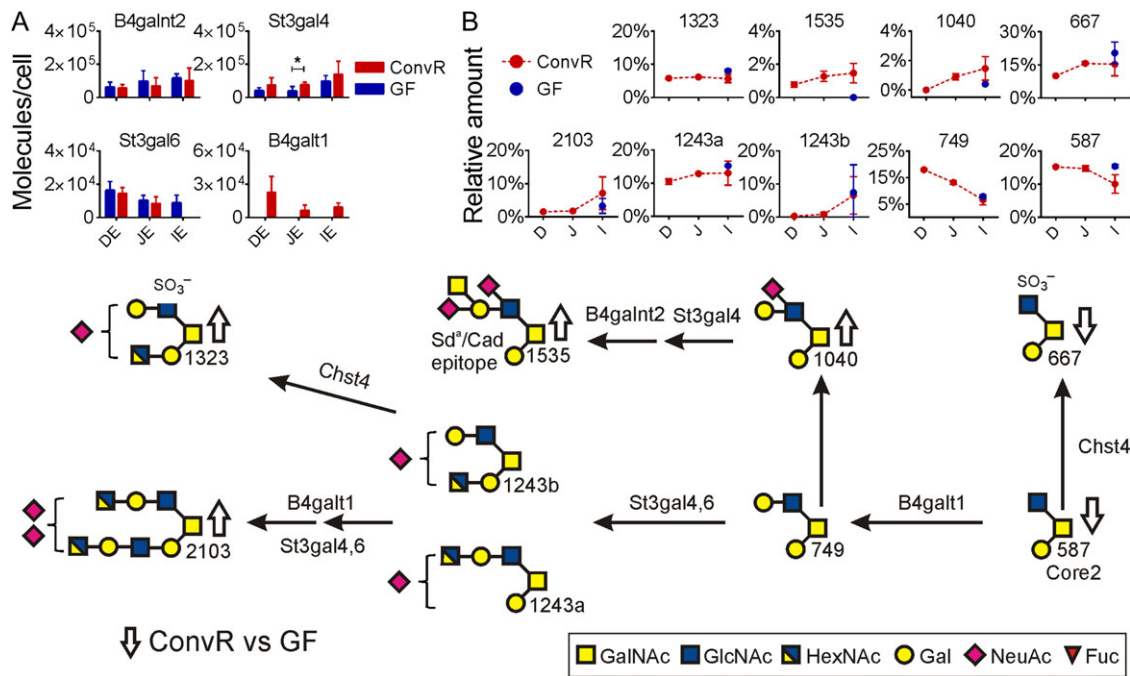 A
B4galnt2
St3gal4
4×10⁵
2×10⁵
0
4×10⁵
2×10⁵
0
*
ConvR
GF
Molecules/cell
St3gal6
B4galt1
4×10⁴
2×10⁴
0
6×10⁴
3×10⁴
0
DE JE IE
DE JE IE
B
1323
1535
1040
667
Relative amount
20%
10%
0%
4%
2%
0%
4%
2%
0%
30%
15%
0%
ConvR
GF
2103
1243a
1243b
749
587
20%
10%
0%
20%
10%
0%
20%
10%
0%
25%
15%
5%
20%
10%
0%
D J I
D J I
D J I
D J I
D J I
SO₃⁻
1323
Sdᵃ/Cad
epitope
1535
B4galnt2
St3gal4
1040
SO₃⁻
667
Chst4
1243b
Chst4
2103
B4galt1
St3gal4,6
1243a
St3gal4,6
749
B4galt1
587
Core2
ConvR vs GF
GalNAc GlcNAc HexNAc Gal NeuAc Fuc